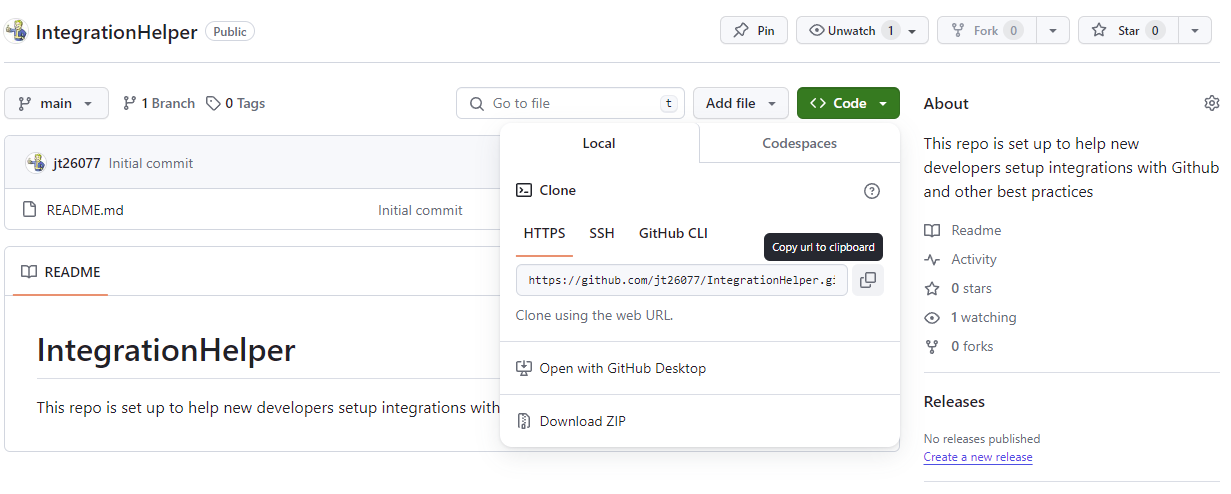 IntegrationHelper Public
Pin Unwatch 1 Fork 0 Star 0
main 1 Branch 0 Tags Go to file t Add file Code
jt26077 Initial commit
README.md Initial commit
README
IntegrationHelper
This repo is set up to help new developers setup integrations with
Local Codespaces
Clone
HTTPS SSH GitHub CLI
Copy url to clipboard
https://github.com/jt26077/IntegrationHelper.gi
Clone using the web URL.
Open with GitHub Desktop
Download ZIP
About
This repo is set up to help new
developers setup integrations with Github
and other best practices
Readme
Activity
0 stars
1 watching
0 forks
Releases
No releases published
Create a new release